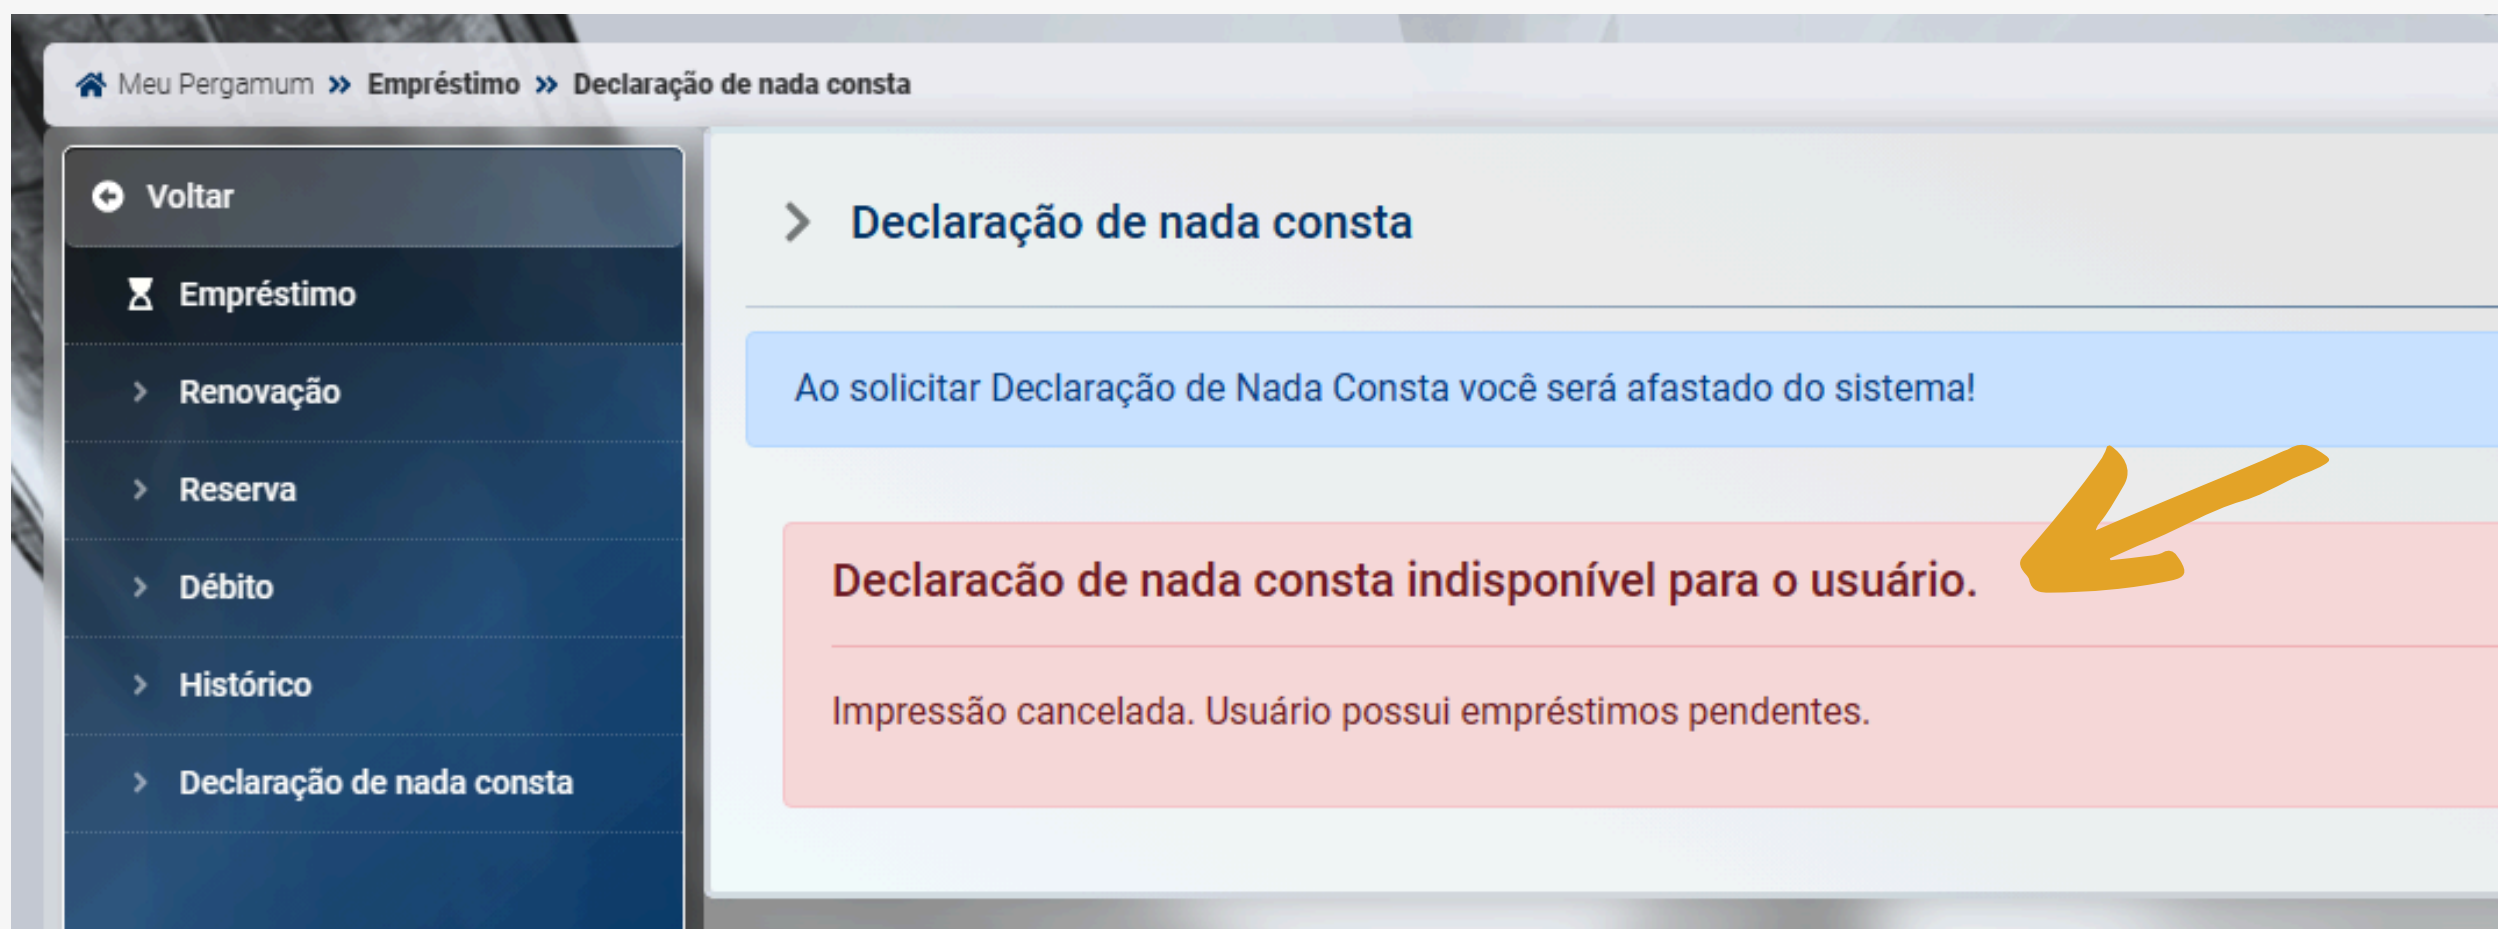 Meu Pergamum » Empréstimo » Declaração de nada consta
Voltar
Empréstimo
Renovação
Reserva
Débito
Histórico
Declaração de nada consta
Declaração de nada consta
Ao solicitar Declaração de Nada Consta você será afastado do sistema!
Declaracão de nada consta indisponível para o usuário.
Impressão cancelada. Usuário possui empréstimos pendentes.